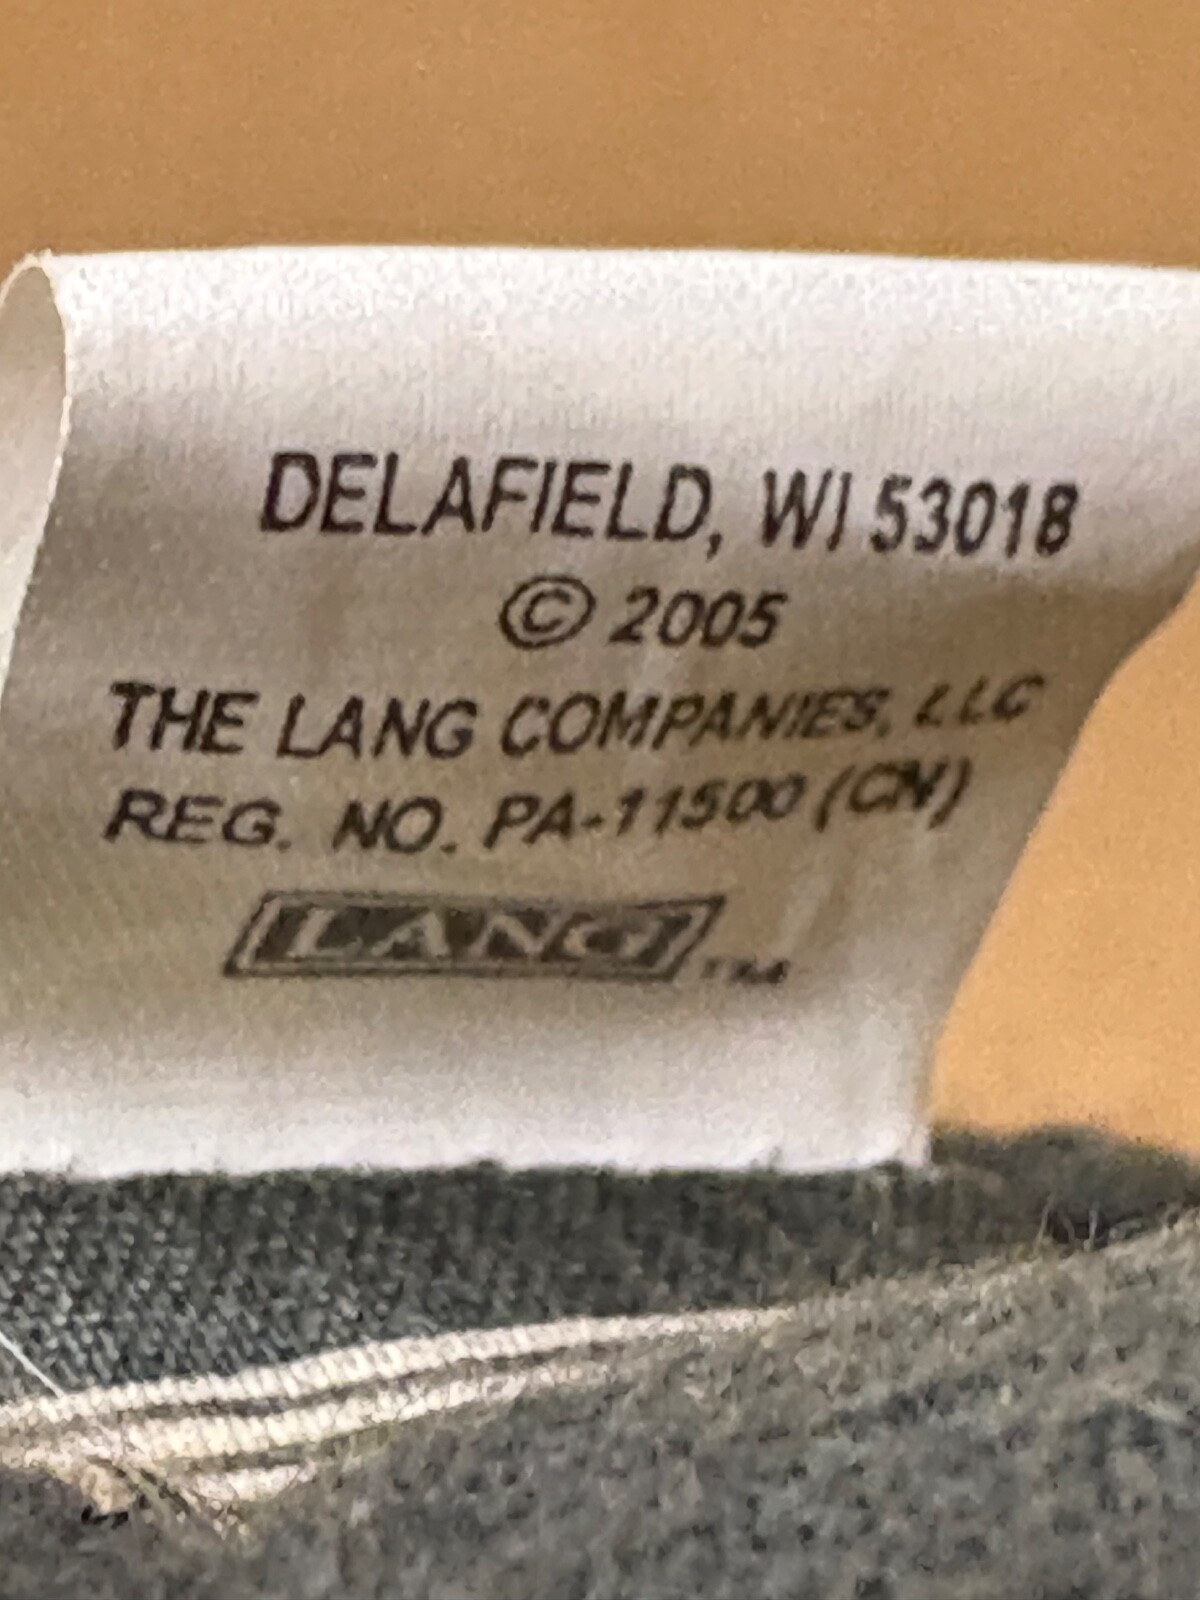 DELAFIELD, WI 53018
© 2005
THE LANG COMPANIES, LLC
REG. NO. PA-11500 (CN)
LANG TM